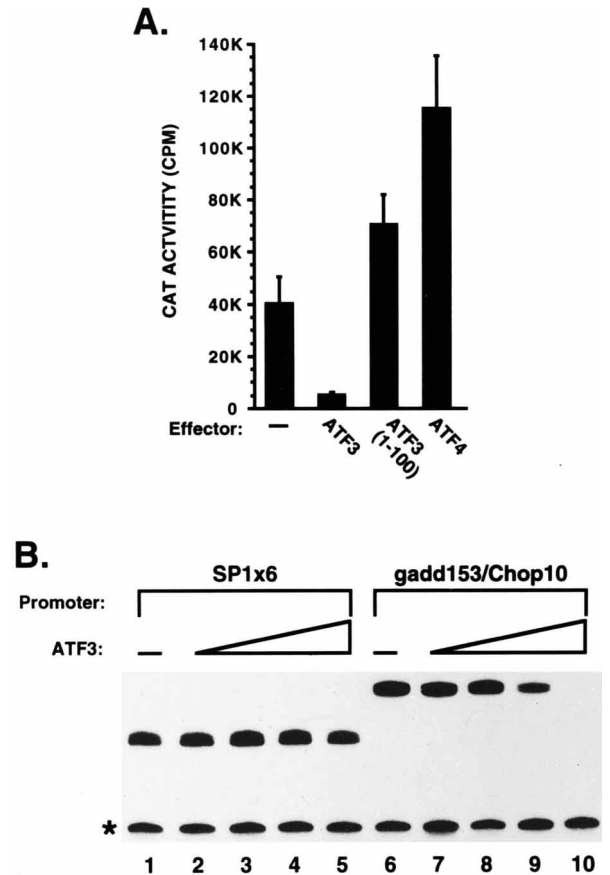 A.
140K
120K
100K
80K
60K
40K
20K
0
CAT ACTVITITY (CPM)
Effector: — ATF3 ATF3 (1-100) ATF4
B.
SP1x6 gadd153/Chop10
Promoter:
ATF3: — —
*
1 2 3 4 5 6 7 8 9 10